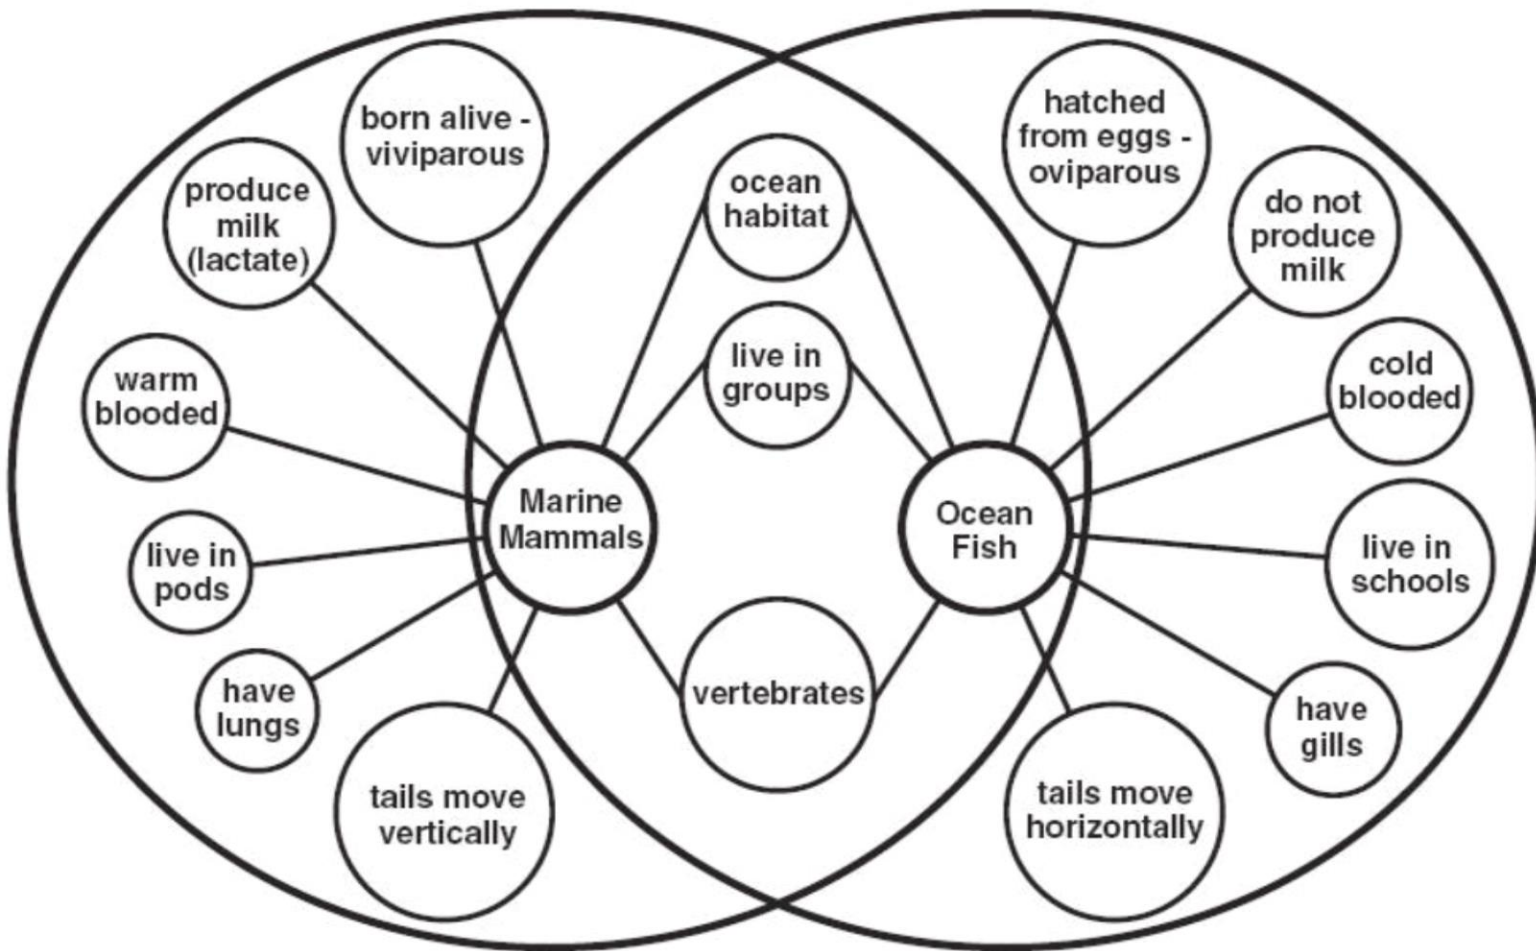 born alive -
viviparous
produce
milk
(lactate)
warm
blooded
live in
pods
have
lungs
tails move
vertically
Marine
Mammals
ocean
habitat
live in
groups
vertebrates
Ocean
Fish
hatched
from eggs -
oviparous
do not
produce
milk
cold
blooded
live in
schools
have
gills
tails move
horizontally